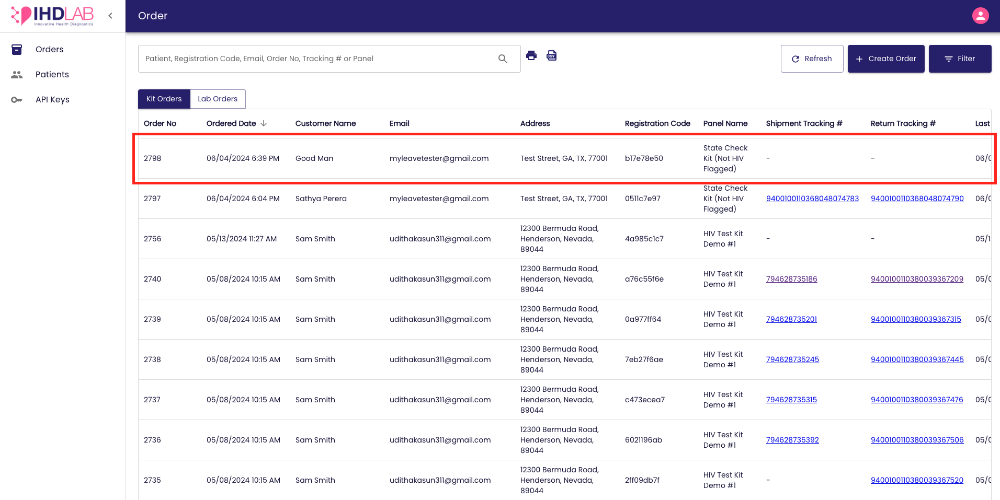 IHDLAB
Innovative Health Diagnostics
Order
Orders
Patients
API Keys
Patient, Registration Code, Email, Order No, Tracking # or Panel
CSV
Refresh
Create Order
Filter
Kit Orders
Lab Orders
Order No Ordered Date Customer Name Email Address Registration Code Panel Name Shipment Tracking # Return Tracking # Last
2798 06/04/2024 6:39 PM Good Man myleavetester@gmail.com Test Street, GA, TX, 77001 b17e78e50 State Check
Kit (Not HIV
Flagged) - - 06/0
2797 06/04/2024 6:04 PM Sathya Perera myleavetester@gmail.com Test Street, GA, TX, 77001 0511c7e97 State Check
Kit (Not HIV
Flagged) 9400100110368048074783 9400100110368048074790 06/0
2756 05/13/2024 11:27 AM Sam Smith udithakasun311@gmail.com 12300 Bermuda Road,
Henderson, Nevada,
89044 4a985c1c7 HIV Test Kit
Demo #1 - - 05/1
2740 05/08/2024 10:15 AM Sam Smith udithakasun311@gmail.com 12300 Bermuda Road,
Henderson, Nevada,
89044 a76c55f6e HIV Test Kit
Demo #1 794628735186 9400100110380039367209 05/0
2739 05/08/2024 10:15 AM Sam Smith udithakasun311@gmail.com 12300 Bermuda Road,
Henderson, Nevada,
89044 0a977ff64 HIV Test Kit
Demo #1 794628735201 9400100110380039367315 05/0
2738 05/08/2024 10:15 AM Sam Smith udithakasun311@gmail.com 12300 Bermuda Road,
Henderson, Nevada,
89044 7eb27f6ae HIV Test Kit
Demo #1 794628735245 9400100110380039367445 05/0
2737 05/08/2024 10:15 AM Sam Smith udithakasun311@gmail.com 12300 Bermuda Road,
Henderson, Nevada,
89044 c473ecea7 HIV Test Kit
Demo #1 794628735315 9400100110380039367476 05/0
2736 05/08/2024 10:15 AM Sam Smith udithakasun311@gmail.com 12300 Bermuda Road,
Henderson, Nevada,
89044 6021196ab HIV Test Kit
Demo #1 794628735392 9400100110380039367506 05/0
2735 05/08/2024 10:15 AM Sam Smith udithakasun311@gmail.com 12300 Bermuda Road,
Henderson, Nevada,
89044 2ff09db7f HIV Test Kit
Demo #1 - 9400100110380039367520 05/0